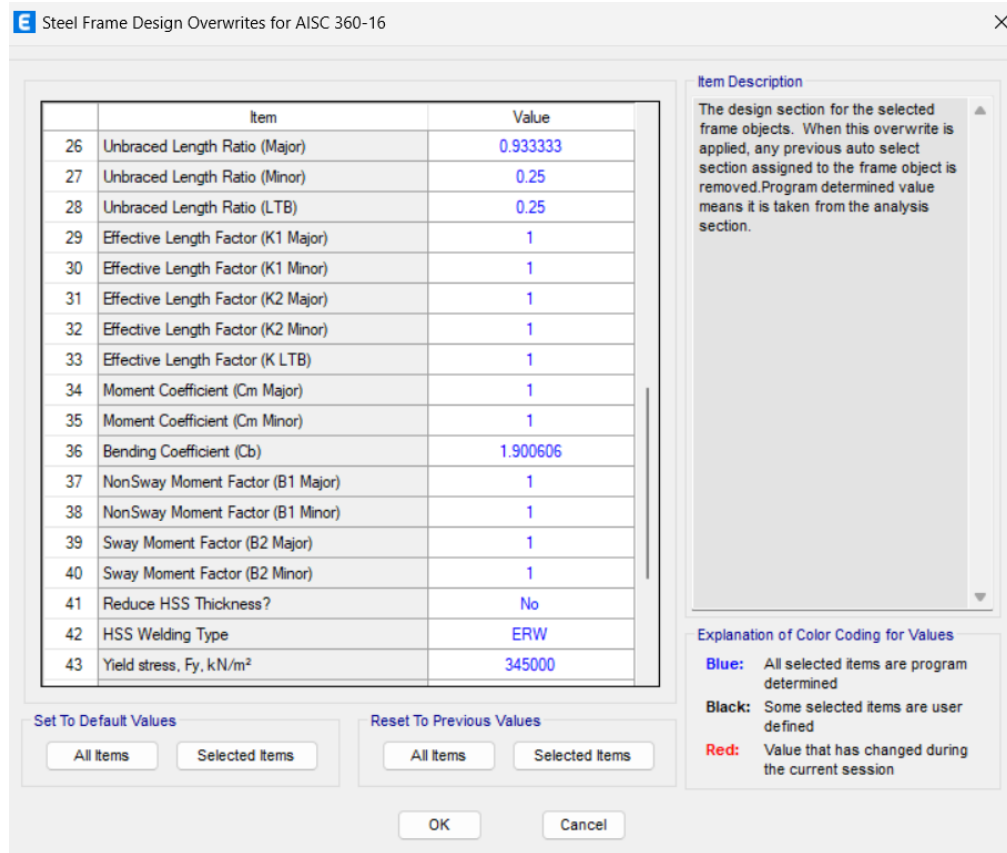 E Steel Frame Design Overwrites for AISC 360-16
Item Value
26 Unbraced Length Ratio (Major) 0.933333
27 Unbraced Length Ratio (Minor) 0.25
28 Unbraced Length Ratio (LTB) 0.25
29 Effective Length Factor (K1 Major) 1
30 Effective Length Factor (K1 Minor) 1
31 Effective Length Factor (K2 Major) 1
32 Effective Length Factor (K2 Minor) 1
33 Effective Length Factor (K LTB) 1
34 Moment Coefficient (Cm Major) 1
35 Moment Coefficient (Cm Minor) 1
36 Bending Coefficient (Cb) 1.900606
37 NonSway Moment Factor (B1 Major) 1
38 NonSway Moment Factor (B1 Minor) 1
39 Sway Moment Factor (B2 Major) 1
40 Sway Moment Factor (B2 Minor) 1
41 Reduce HSS Thickness? No
42 HSS Welding Type ERW
43 Yield stress, Fy, kN/m² 345000
Item Description
The design section for the selected
frame objects. When this overwrite is
applied, any previous auto select
section assigned to the frame object is
removed.Program determined value
means it is taken from the analysis
section.
Set To Default Values
All Items Selected Items
Reset To Previous Values
All Items Selected Items
Explanation of Color Coding for Values
Blue: All selected items are program
determined
Black: Some selected items are user
defined
Red: Value that has changed during
the current session
OK Cancel